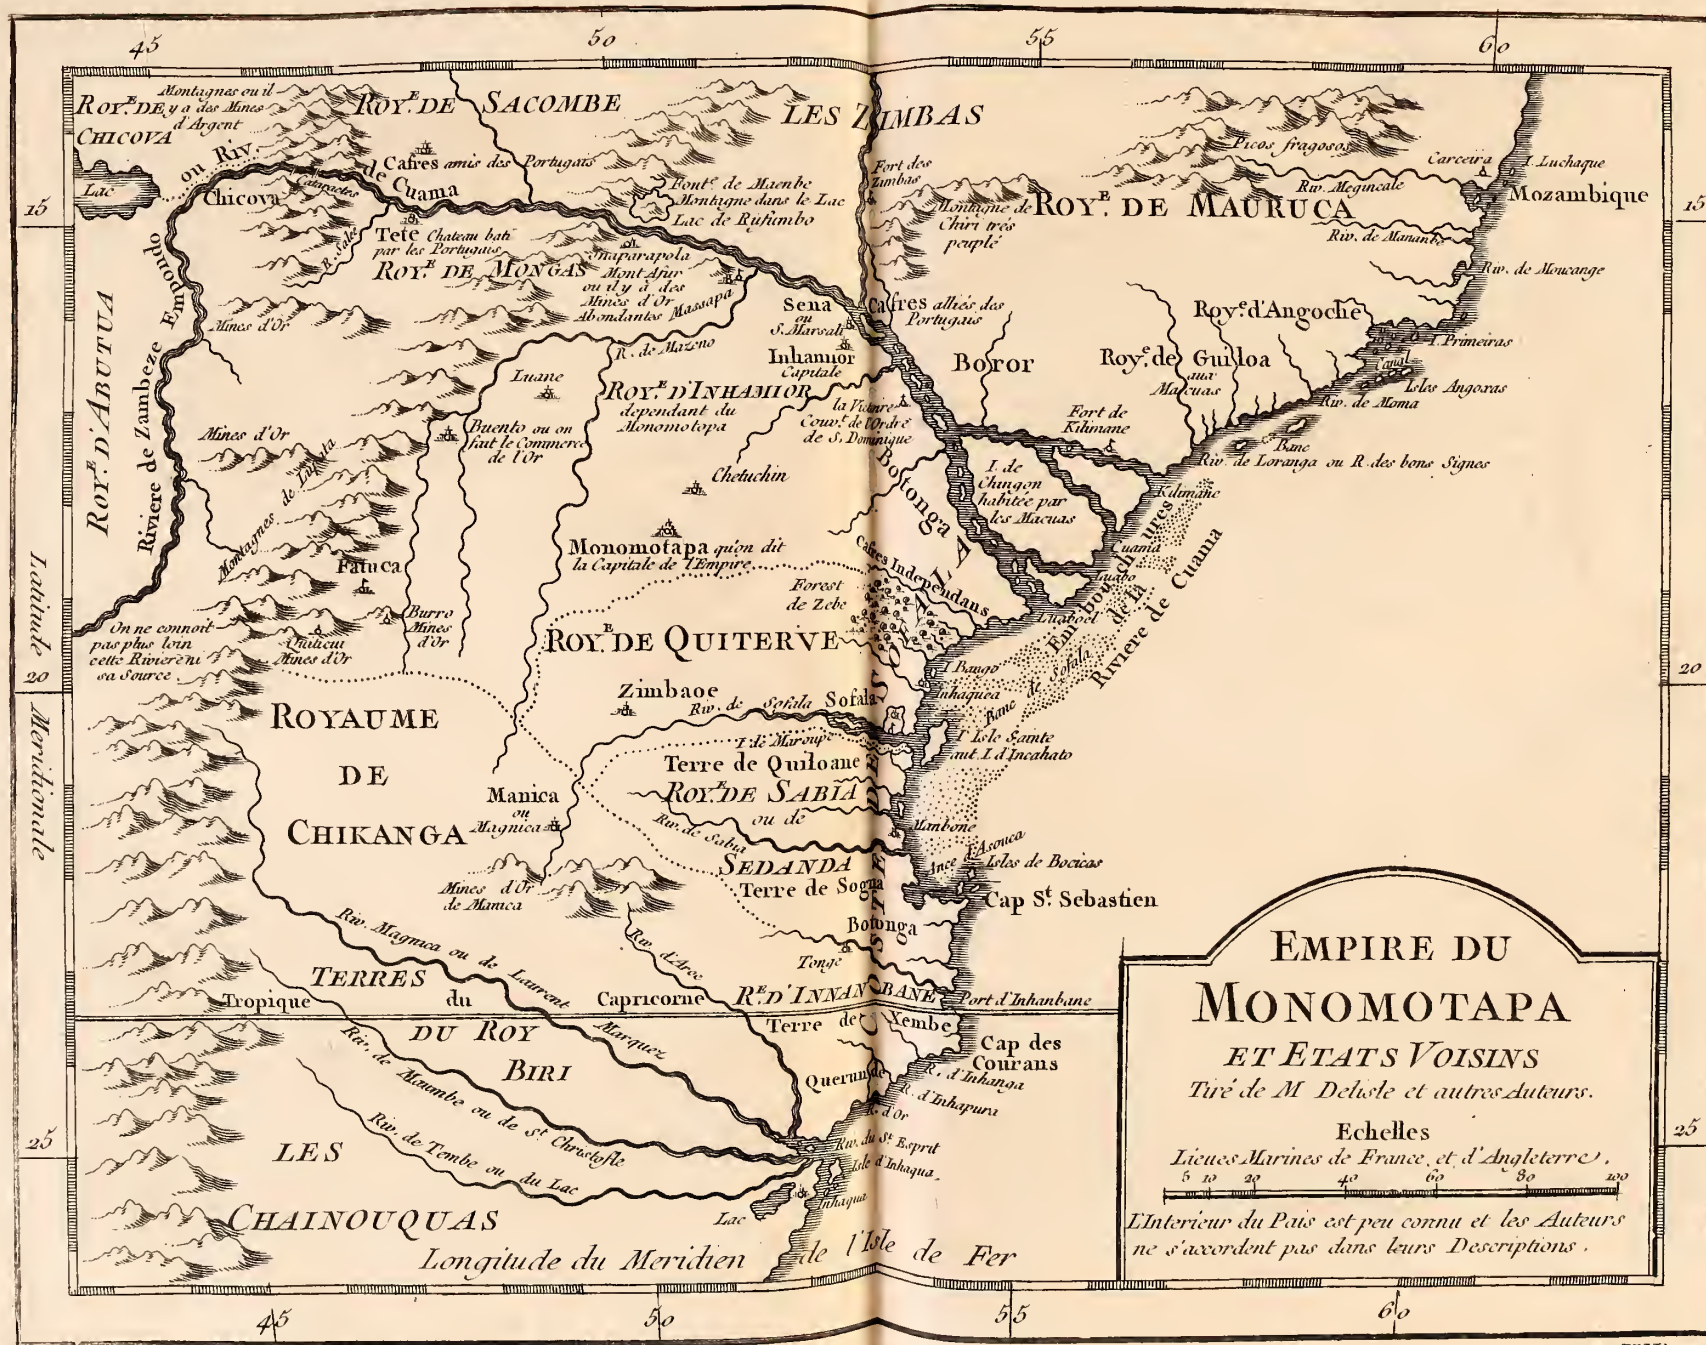 45
50
55
60
Montagnes ou il
y a des Mines
d'Argent
ROY.E DE
CHICOVA
ROY.E DE SACOMBE
LES ZIMBAS
Picos fragosos
Carceira
I. Luchaque
Mozambique
Riv. Megincale
ROY.E DE MAURUCA
Riv. de Mananbe
Riv. de Moucange
Lac
ou Riv.
de Cuama
Cataractes
Chicova
Cafres amis des Portugais
Fort des
Zimbas
Font.e de Maenbe
Montagne dans le Lac
Lac de Rufumbo
Montagne de
Chiri tres
peuplé
15
15
R. Salee
Tete Chateau bati
par les Portugais
ROY.E DE MONGAS
Mont Afur
ou il y à des
Mines d'Or
Abondantes
Massapa
Mines d'Or
Sena
ou
S. Marsali
Cafres alliés des
Portugais
Roy.e d'Angoche
I. Primeiras
Canal
Isles Angoxas
Riv. de Moma
R. de Mazeno
Inhamior
Capitale
Boror
Roy.e de Guiloa
aux
Macuas
Luane
ROY.E D'INHAMIOR
dependant du
Monomotopa
la Victoire
Couv.t de l'Ordre
de S. Dominique
Fort de
Kilimane
Banc
Riv. de Loranga ou R. des bons Signes
ROY.E D'ABUTUA
Riviere de Zambeze Empondo
Mines d'Or
Montagnes de Lupata
Buento ou on
fait le Commerce
de l'Or
Chetuchin
Botonga
I. de
Chingon
habitée par
les Macuas
Kilimane
Cuama
Luabo
Luaboel
Embouchures
de la
Riviere de Cuama
Monomotapa qu'on dit
la Capitale de l'Empire
Cafres Independans
Fatuca
Forest
de Zebe
Burro
Mines
d'Or
On ne connoit
pas plus loin
cette Riviere ni
sa Source
Quiticui
Mines d'Or
ROY.E DE QUITERVE
I. Bango
Inhaquea
Banc de Sofala
Latitude
20
20
Meridionale
Zimbaoe
Riv. de Sofala
Sofala
I. de Maroupe
I.e Isle Sainte
aut. I. d'Incahato
ROYAUME
DE
CHIKANGA
Terre de Quiloane
ROY.E DE SABIA
ou de
SEDANDA
Manica
ou
Magnica
Riv. de Sabia
Manbone
Ance d'Asouca
Isles de Bocicas
Terre de Sogna
Cap S.t Sebastien
Mines d'Or
de Manica
Botonga
Tonge
Riv. d'Aroe
Riv. Magnica ou de Laurent Marquez
R.E D'INNANBANE
Port d'Inhanbane
COSTE DE SOFALA
Tropique du Capricorne
TERRES
DU ROY
BIRI
Terre de Xembe
Cap des
Courans
R. d'Inhanga
R. d'Inhapura
R. d'Or
Riv. du S.t Esprit
Isle d'Inhaqua.
Inhaqua
Riv. de Moumbe ou de S.t Christofle
Riv. de Tembe ou du Lac
Lac
25
25
LES
CHAINOUQUAS
Longitude du Meridien de l'Isle de Fer
EMPIRE DU
MONOMOTAPA
ET ETATS VOISINS
Tiré de M Delisle et autres Auteurs.
Echelles
Lieues Marines de France et d'Angleterre.
5 10 20 40 60 80 100
L'Interieur du Pais est peu connu et les Auteurs
ne s'accordent pas dans leurs Descriptions.
45
50
55
60